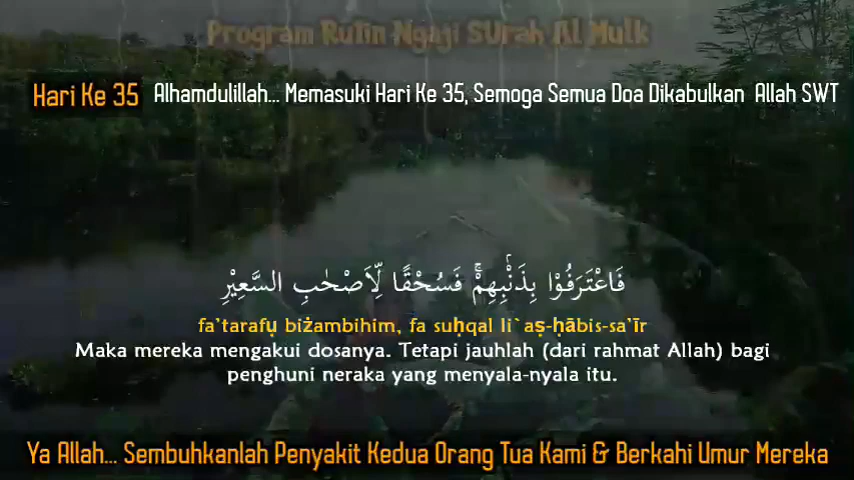 Program Rutin Ngaji SUrah Al Mulk
Hari Ke 35
Alhamdulillah... Memasuki Hari Ke 35, Semoga Semua Doa Dikabulkan Allah SWT
فَاعْتَرَفُوْا بِذَنْۢبِهِمْۚ فَسُحْقًا لِّاَصْحٰبِ السَّعِيْرِ
fa'tarafụ biżambihim, fa suḥqal li`aṣ-ḥābis-sa'īr
Maka mereka mengakui dosanya. Tetapi jauhlah (dari rahmat Allah) bagi
penghuni neraka yang menyala-nyala itu.
Ya Allah... Sembuhkanlah Penyakit Kedua Orang Tua Kami & Berkahi Umur Mereka